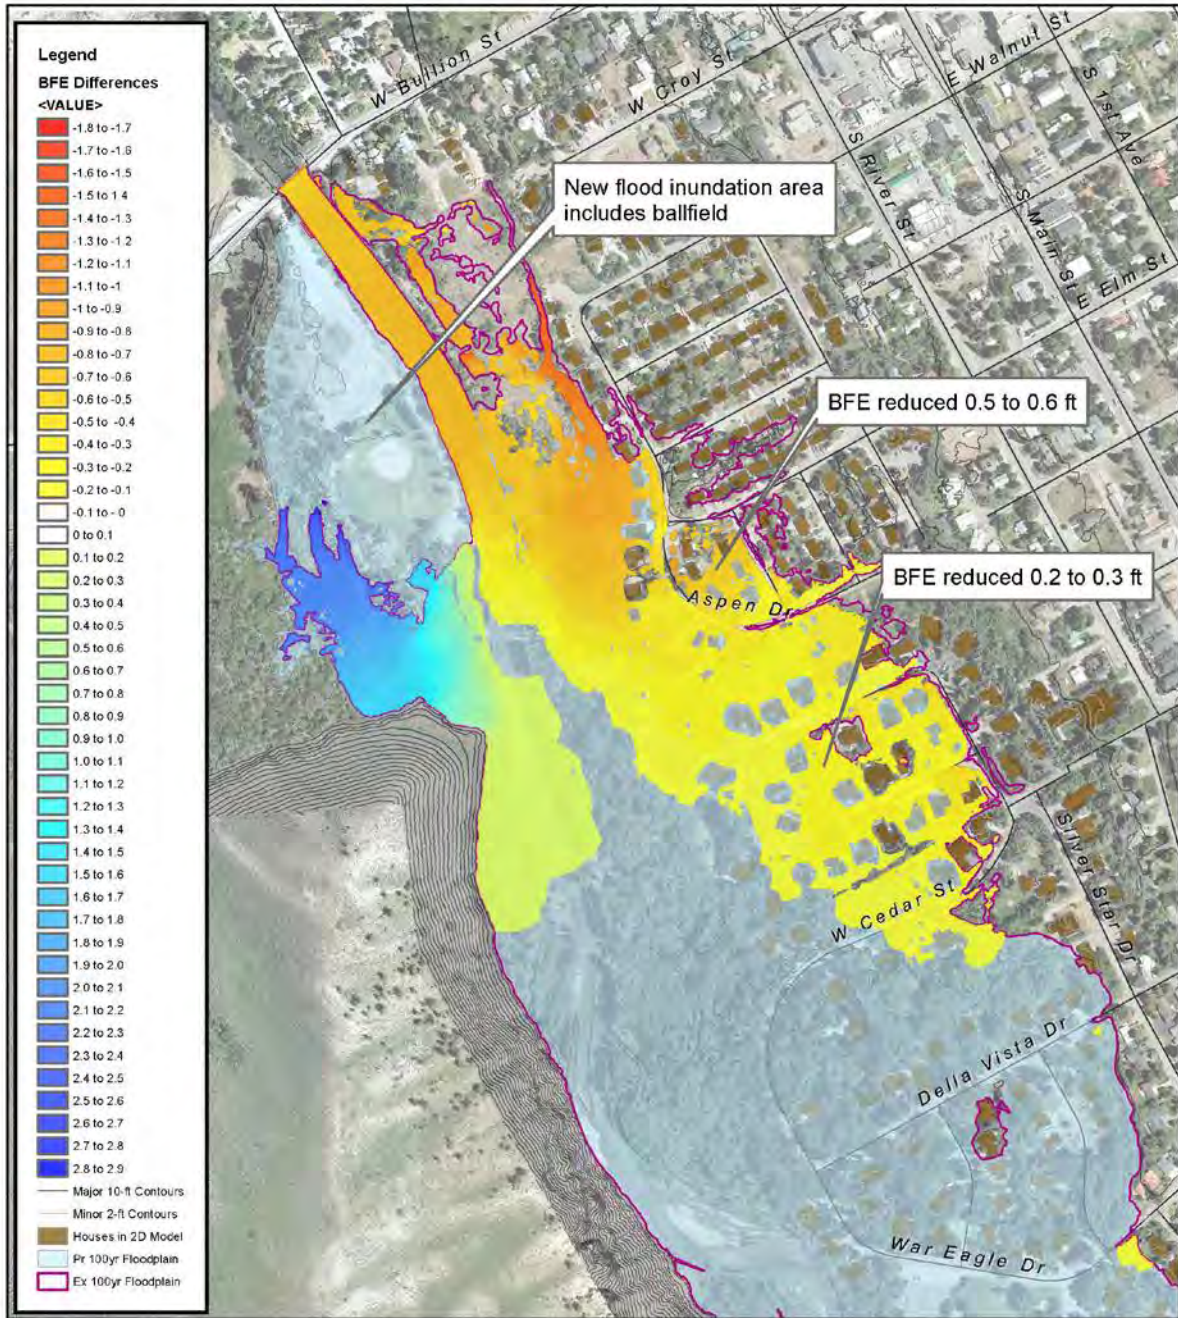 Legend
BFE Differences
<VALUE>
-1.8 to -1.7
-1.7 to -1.6
-1.6 to -1.5
-1.5 to 1.4
-1.4 to -1.3
-1.3 to -1.2
-1.2 to -1.1
-1.1 to -1
-1 to -0.9
-0.9 to -0.8
-0.8 to -0.7
-0.7 to -0.6
-0.6 to -0.5
-0.5 to -0.4
-0.4 to -0.3
-0.3 to -0.2
-0.2 to -0.1
-0.1 to - 0
0 to 0.1
0.1 to 0.2
0.2 to 0.3
0.3 to 0.4
0.4 to 0.5
0.5 to 0.6
0.6 to 0.7
0.7 to 0.8
0.8 to 0.9
0.9 to 1.0
1.0 to 1.1
1.1 to 1.2
1.2 to 1.3
1.3 to 1.4
1.4 to 1.5
1.5 to 1.6
1.6 to 1.7
1.7 to 1.8
1.8 to 1.9
1.9 to 2.0
2.0 to 2.1
2.1 to 2.2
2.2 to 2.3
2.3 to 2.4
2.4 to 2.5
2.5 to 2.6
2.6 to 2.7
2.7 to 2.8
2.8 to 2.9
Major 10-ft Contours
Minor 2-ft Contours
Houses in 2D Model
Pr 100yr Floodplain
Ex 100yr Floodplain
W Bullion St
W Croy St
E Walnut St
S 1st Ave
S River St
S Main St
E Elm St
New flood inundation area
includes ballfield
BFE reduced 0.5 to 0.6 ft
BFE reduced 0.2 to 0.3 ft
Aspen Dr
Silver Star Dr
W Cedar St
Della Vista Dr
War Eagle Dr